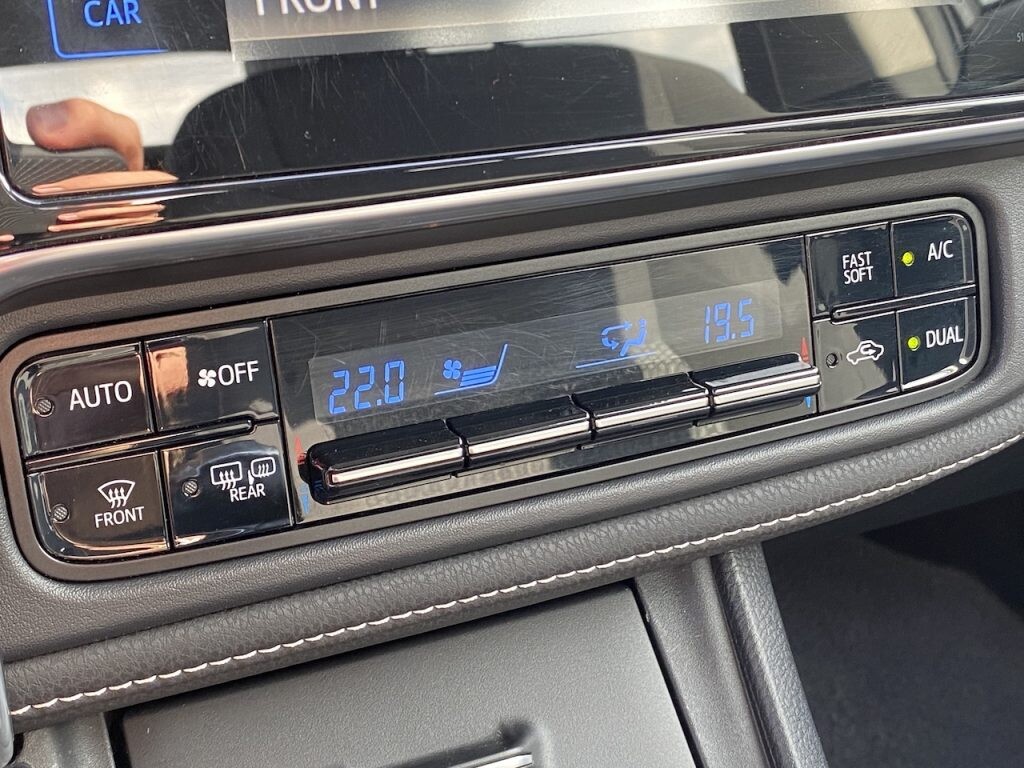 CAR
FRONT
22.0
19.5
FAST
SOFT
A/C
DUAL
AUTO
OFF
FRONT
REAR